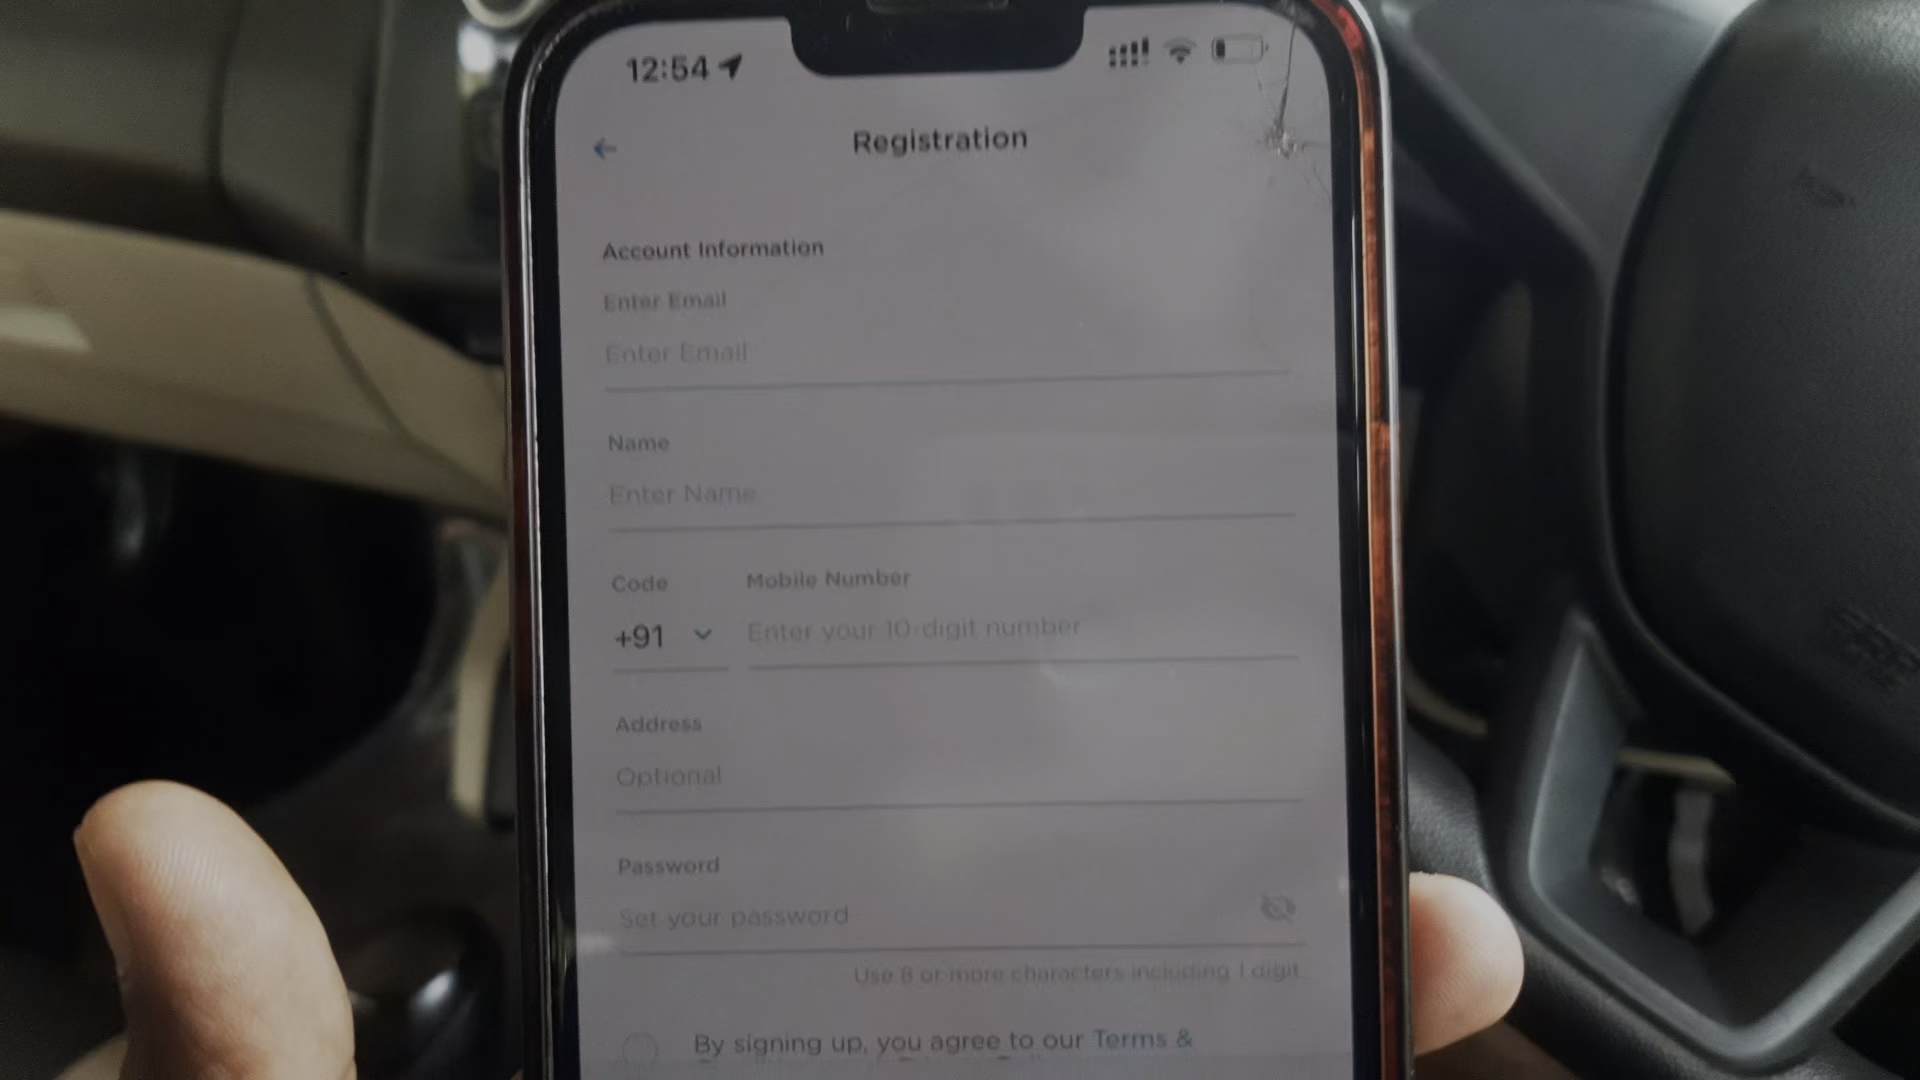 12:54
Registration
Account Information
Enter Email
Enter Email
Name
Enter Name
Code Mobile Number
+91 Enter your 10-digit number
Address
Optional
Password
Set your password
Use 8 or more characters including 1 digit
By signing up, you agree to our Terms &